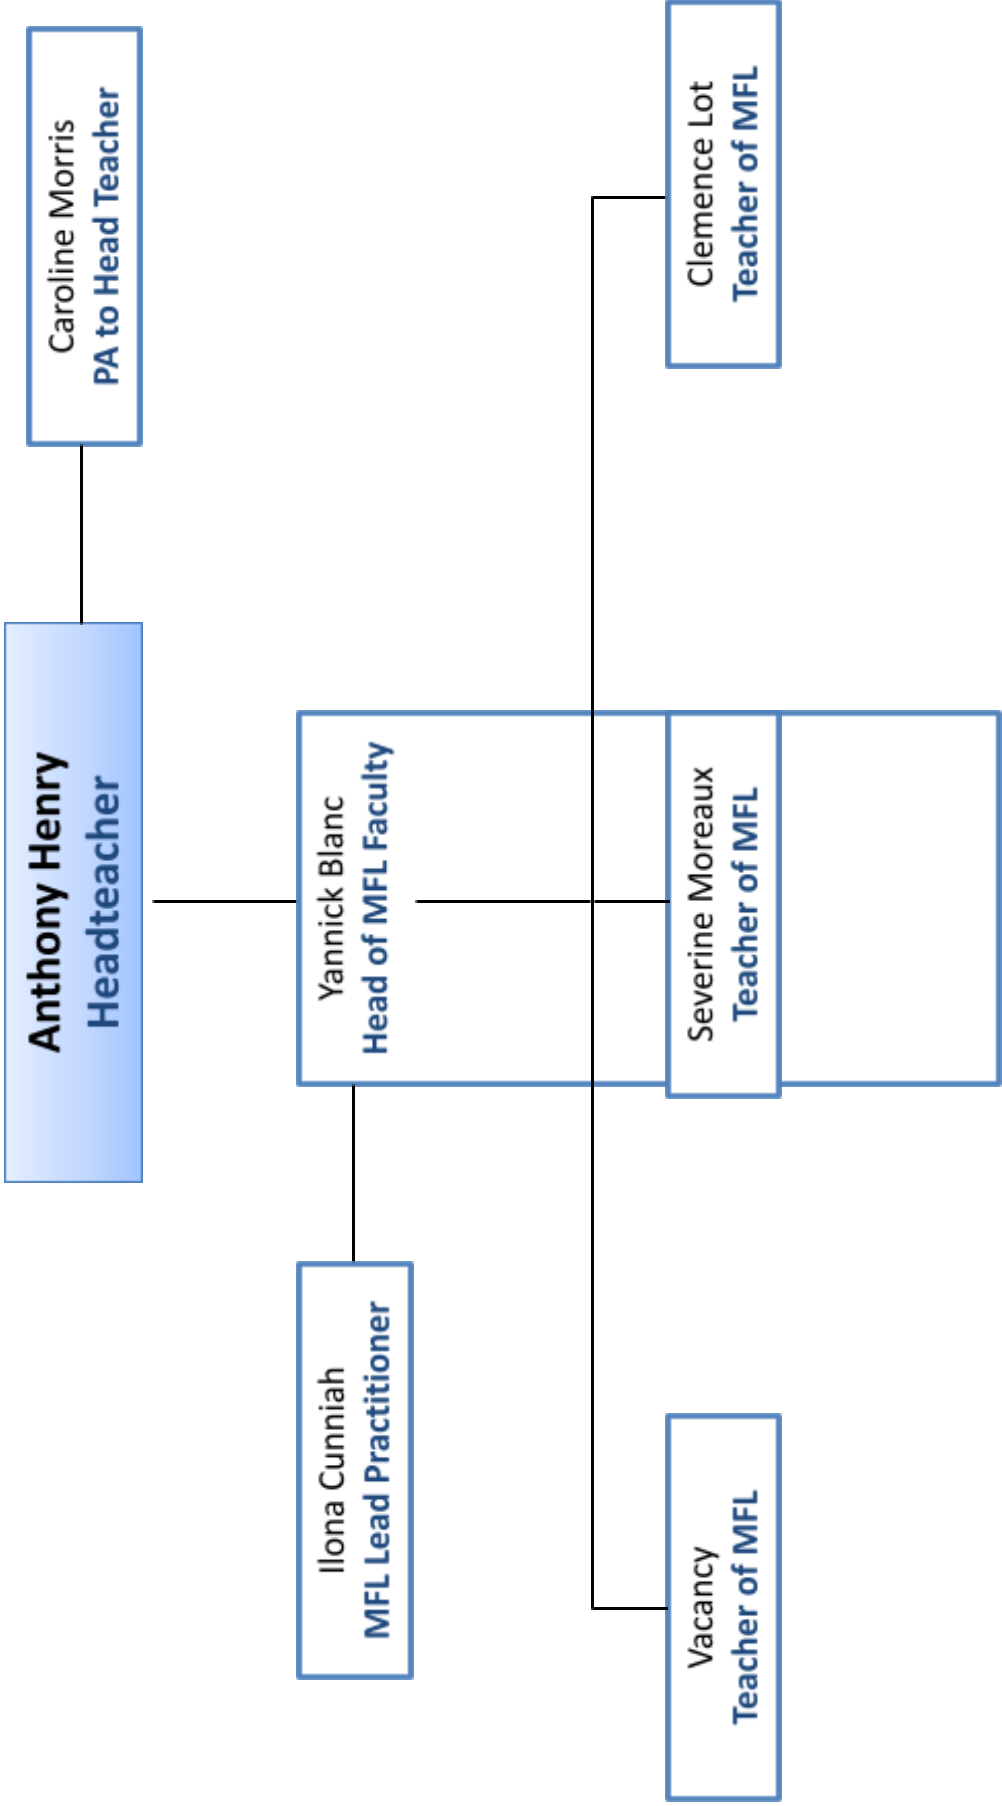 Anthony Henry
Headteacher
Caroline Morris
PA to Head Teacher
Ilona Cunniah
MFL Lead Practitioner
Yannick Blanc
Head of MFL Faculty
Vacancy
Teacher of MFL
Severine Moreaux
Teacher of MFL
Clemence Lot
Teacher of MFL